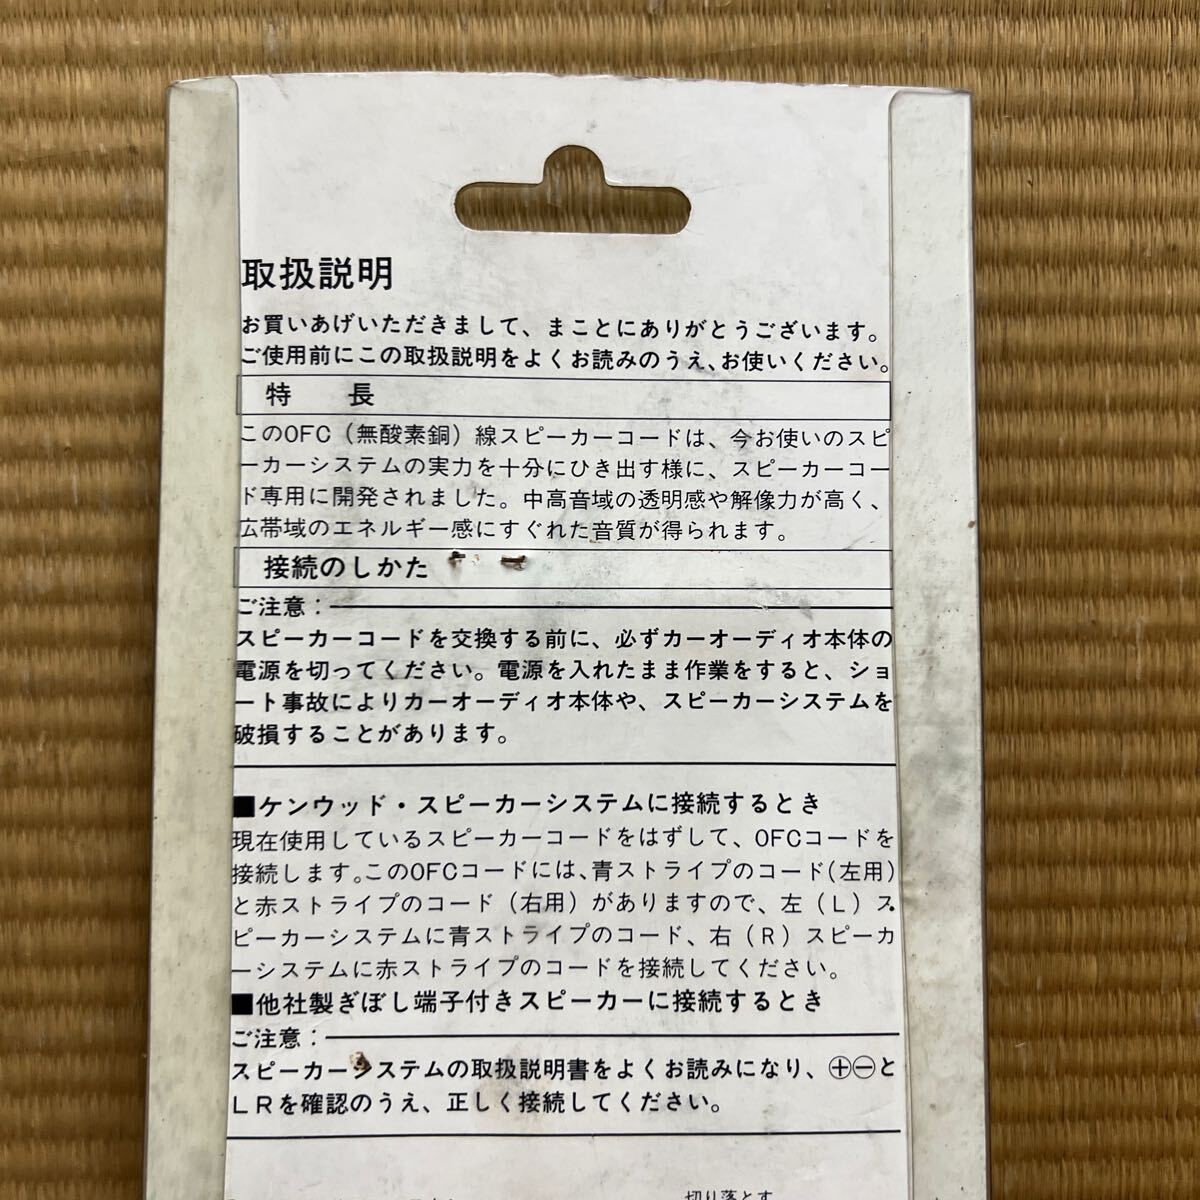 取扱説明
お買いあげいただきまして、まことにありがとうございます。
ご使用前にこの取扱説明をよくお読みのうえ、お使いください。
特　　長
このOFC（無酸素銅）線スピーカーコードは、今お使いのスピ
ーカーシステムの実力を十分にひき出す様に、スピーカーコー
ド専用に開発されました。中高音域の透明感や解像力が高く、
広帯域のエネルギー感にすぐれた音質が得られます。
接続のしかた
ご注意：
スピーカーコードを交換する前に、必ずカーオーディオ本体の
電源を切ってください。電源を入れたまま作業をすると、ショ
ート事故によりカーオーディオ本体や、スピーカーシステムを
破損することがあります。
■ケンウッド・スピーカーシステムに接続するとき
現在使用しているスピーカーコードをはずして、OFCコードを
接続します。このOFCコードには、青ストライプのコード(左用)
と赤ストライプのコード（右用）がありますので、左（L）ス
ピーカーシステムに青ストライプのコード、右（R）スピーカ
ーシステムに赤ストライプのコードを接続してください。
■他社製ぎぼし端子付きスピーカーに接続するとき
ご注意：
スピーカーシステムの取扱説明書をよくお読みになり、⊕⊖と
LRを確認のうえ、正しく接続してください。
切り落とす